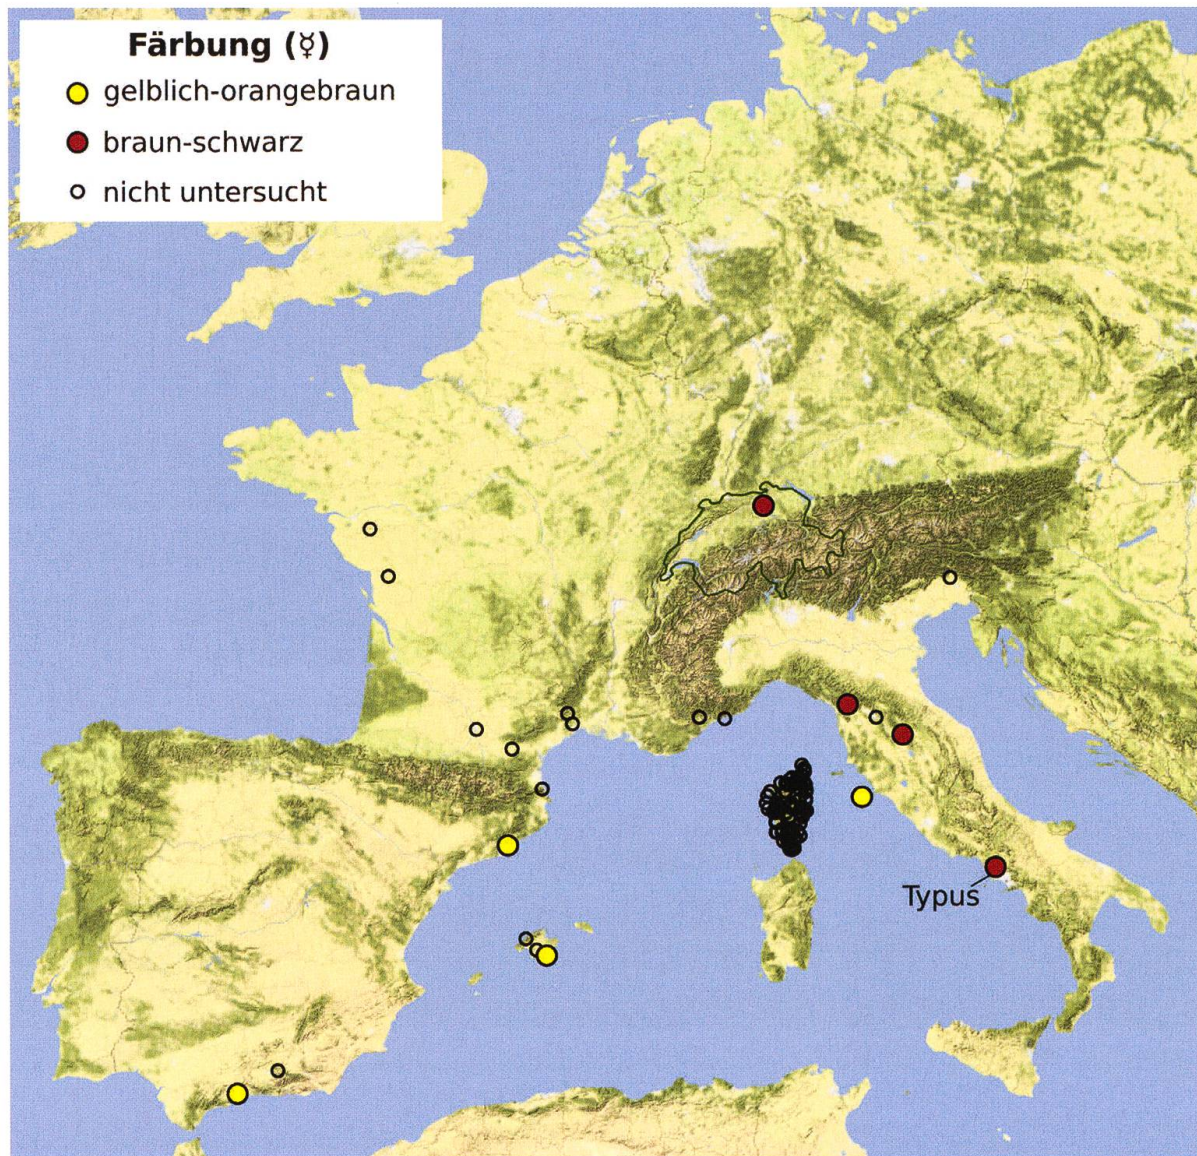 Färbung (☿)
gelblich-orangebraun
braun-schwarz
nicht untersucht
Typus